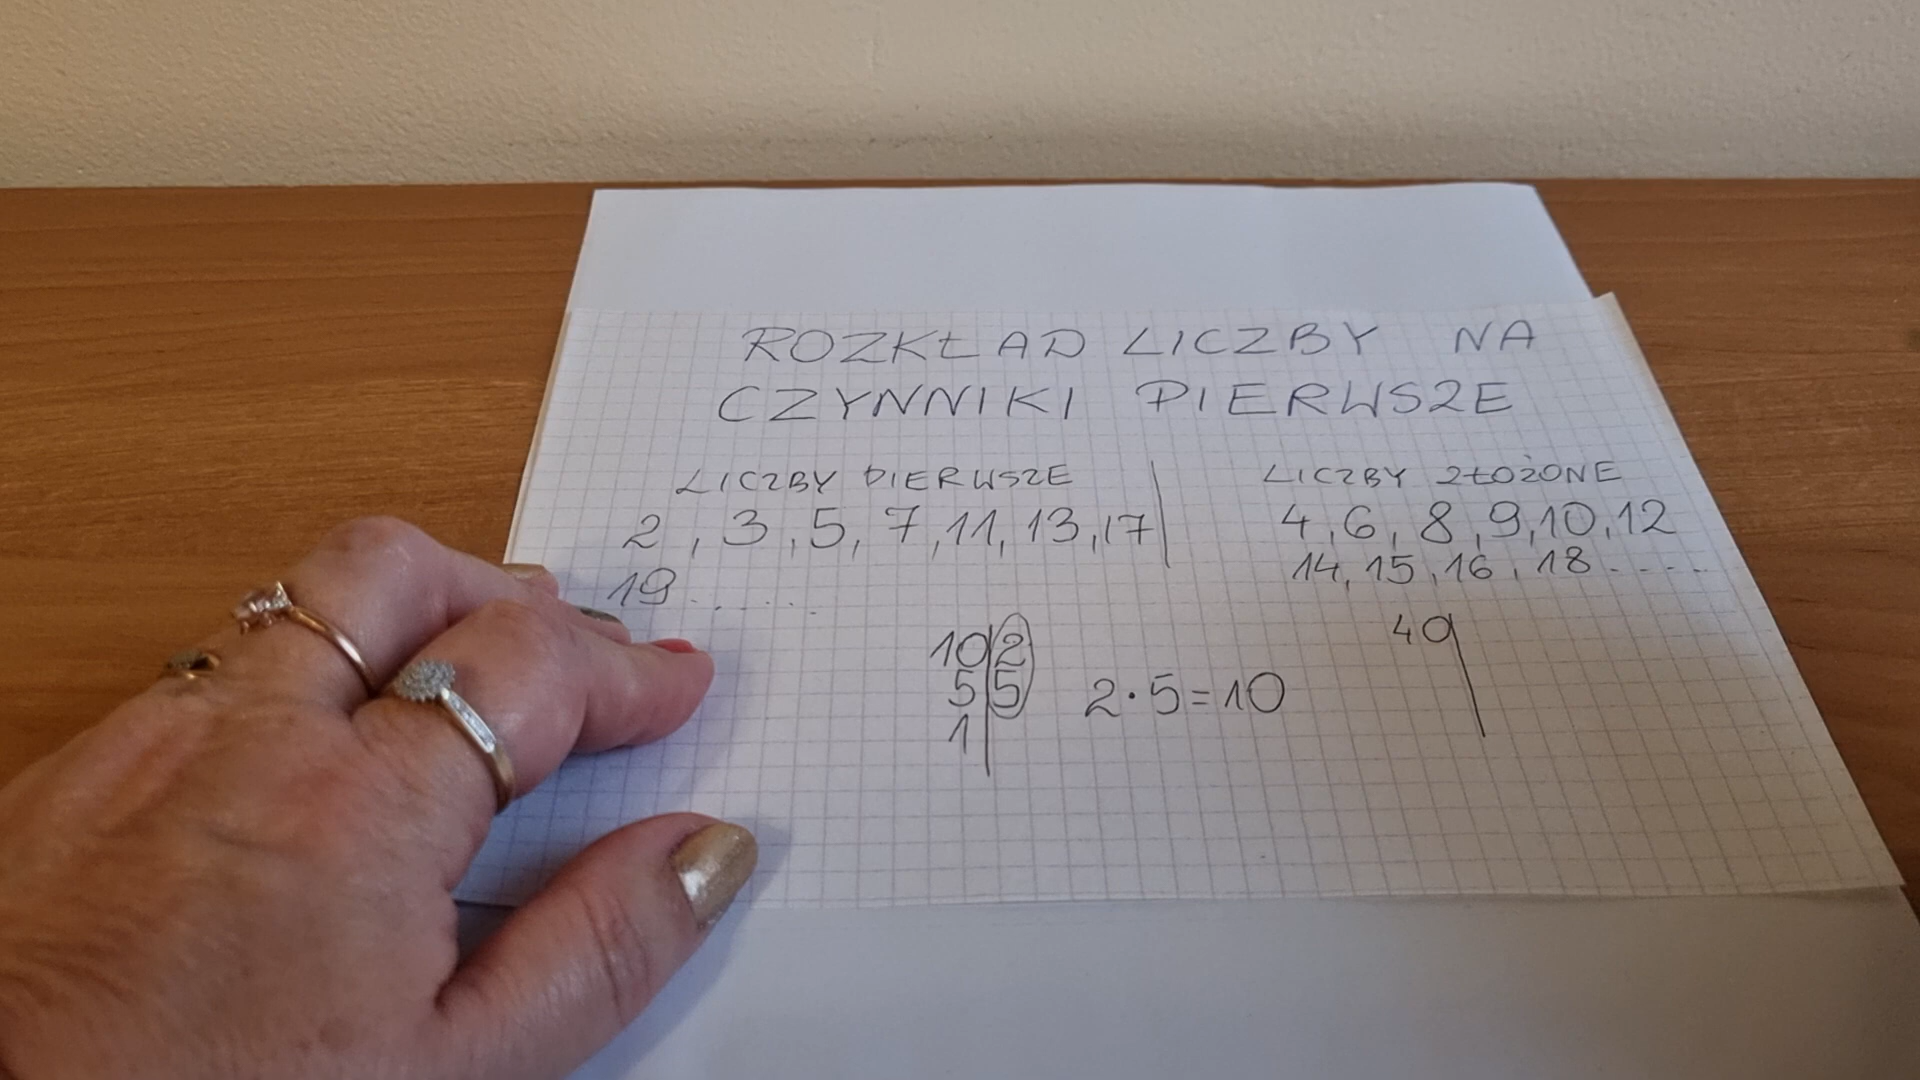 ROZKŁAD LICZBY NA
CZYNNIKI PIERWSZE
LICZBY PIERWSZE
2, 3, 5, 7, 11, 13, 17
19......
LICZBY ZŁOŻONE
4, 6, 8, 9, 10, 12
14, 15, 16, 18.....
10|2
5|5
1|
2·5=10
40|